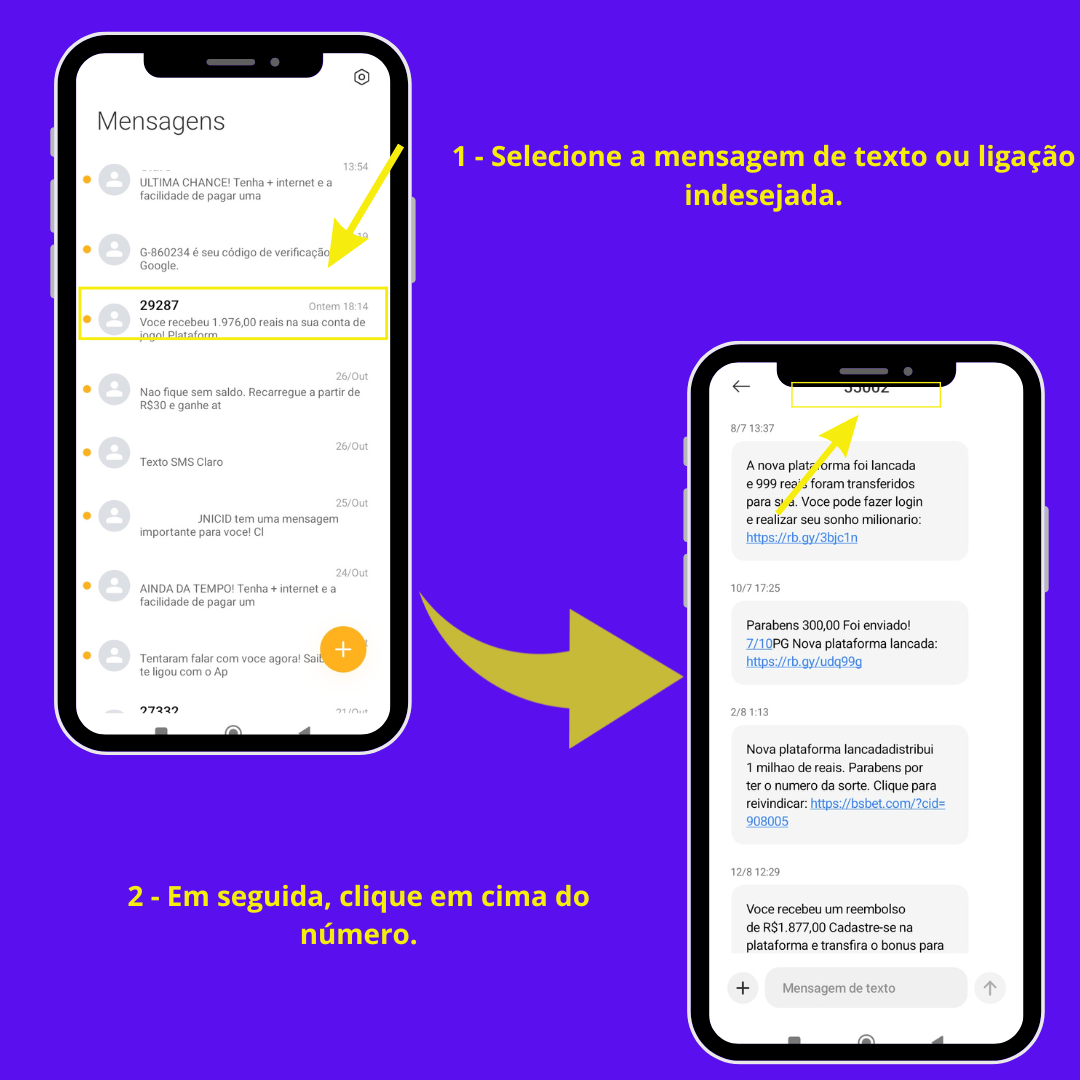 Mensagens
1 - Selecione a mensagem de texto ou ligação
indesejada.
13:54
ULTIMA CHANCE! Tenha + internet e a
facilidade de pagar uma
G-860234 é seu código de verificação
Google.
29287
Ontem 18:14
Voce recebeu 1.976,00 reais na sua conta de
jogo! Plataform
26/Out
Nao fique sem saldo. Recarregue a partir de
R$30 e ganhe at
26/Out
Texto SMS Claro
25/Out
JNICID tem uma mensagem
importante para voce! Cl
24/Out
AINDA DA TEMPO! Tenha + internet e a
facilidade de pagar um
Tentaram falar com voce agora! Saib
te ligou com o Ap
27332
21/Out
8/7 13:37
A nova plataforma foi lancada
e 999 reais foram transferidos
para sua. Voce pode fazer login
e realizar seu sonho milionario:
https://rb.gy/3bjc1n
10/7 17:25
Parabens 300,00 Foi enviado!
7/10PG Nova plataforma lancada:
https://rb.gy/udq99g
2/8 1:13
Nova plataforma lancadadistribui
1 milhao de reais. Parabens por
ter o numero da sorte. Clique para
reivindicar: https://bsbet.com/?cid=
908005
12/8 12:29
Voce recebeu um reembolso
de R$1.877,00 Cadastre-se na
plataforma e transfira o bonus para
Mensagem de texto
2 - Em seguida, clique em cima do
número.